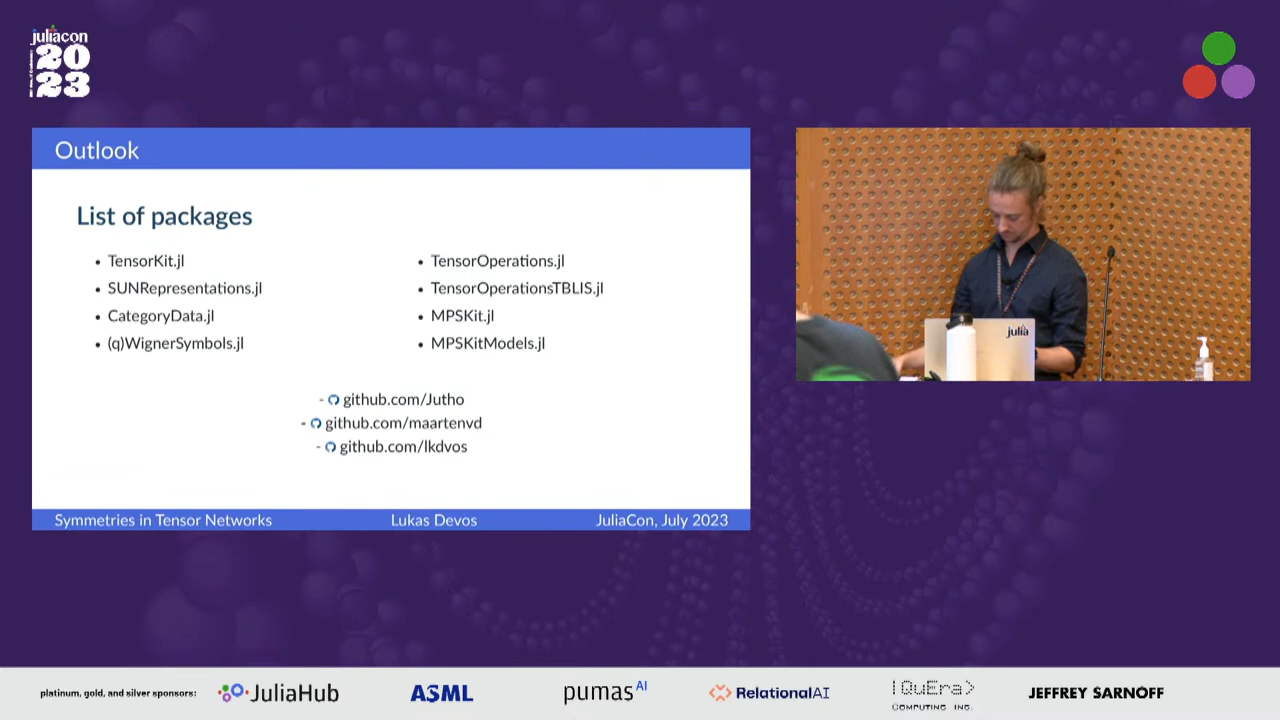 juliacon
20
23
Outlook
List of packages
• TensorKit.jl
• SUNRepresentations.jl
• CategoryData.jl
• (q)WignerSymbols.jl
• TensorOperations.jl
• TensorOperationsTBLIS.jl
• MPSKit.jl
• MPSKitModels.jl
- github.com/Jutho
- github.com/maartenvd
- github.com/lkdvos
Symmetries in Tensor Networks Lukas Devos JuliaCon, July 2023
julia
platinum, gold, and silver sponsors: JuliaHub ASML pumasAI RelationalAI |QuEra> JEFFREY SARNOFF
COMPUTING INC.